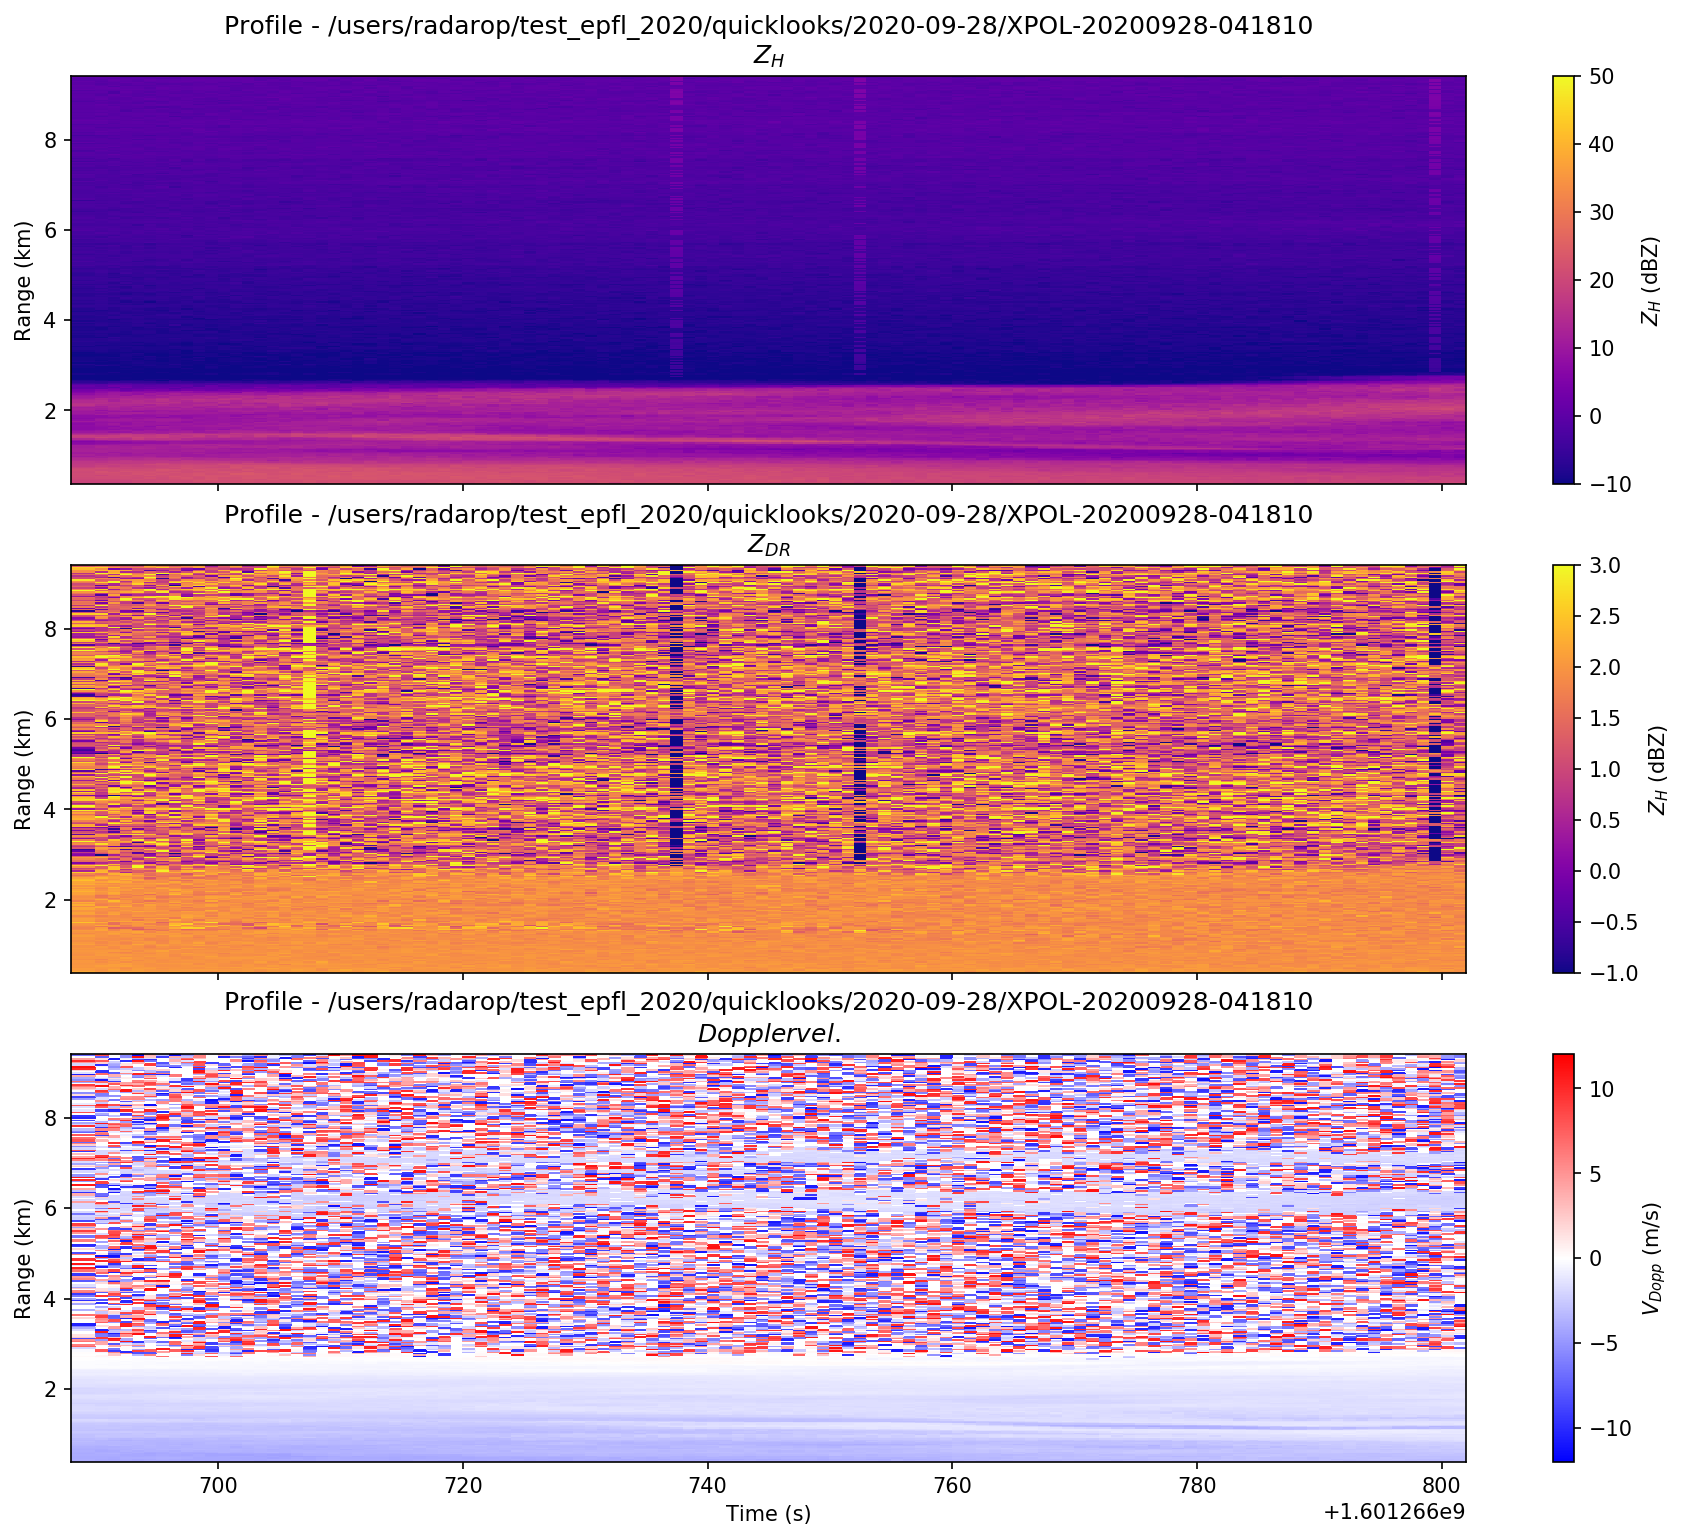 Profile - /users/radarop/test_epfl_2020/quicklooks/2020-09-28/XPOL-20200928-041810
Z_H
8
6
4
2
Range (km)
50
40
30
20
10
0
−10
Z_H (dBZ)
Profile - /users/radarop/test_epfl_2020/quicklooks/2020-09-28/XPOL-20200928-041810
Z_DR
8
6
4
2
Range (km)
3.0
2.5
2.0
1.5
1.0
0.5
0.0
−0.5
−1.0
Z_H (dBZ)
Profile - /users/radarop/test_epfl_2020/quicklooks/2020-09-28/XPOL-20200928-041810
Dopplervel.
8
6
4
2
Range (km)
10
5
0
−5
−10
V_Dopp (m/s)
700 720 740 760 780 800
Time (s)
+1.601266e9